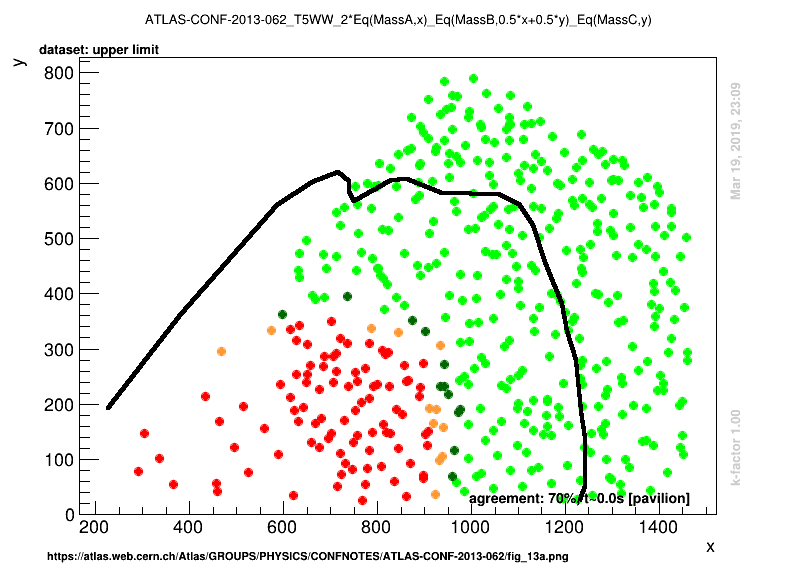 ATLAS-CONF-2013-062_T5WW_2*Eq(MassA,x)_Eq(MassB,0.5*x+0.5*y)_Eq(MassC,y)
dataset: upper limit
y
800
700
600
500
400
300
200
100
0
200 400 600 800 1000 1200 1400
x
agreement: 70%, t~0.0s [pavilion]
Mar 19, 2019, 23:09
k-factor 1.00
https://atlas.web.cern.ch/Atlas/GROUPS/PHYSICS/CONFNOTES/ATLAS-CONF-2013-062/fig_13a.png